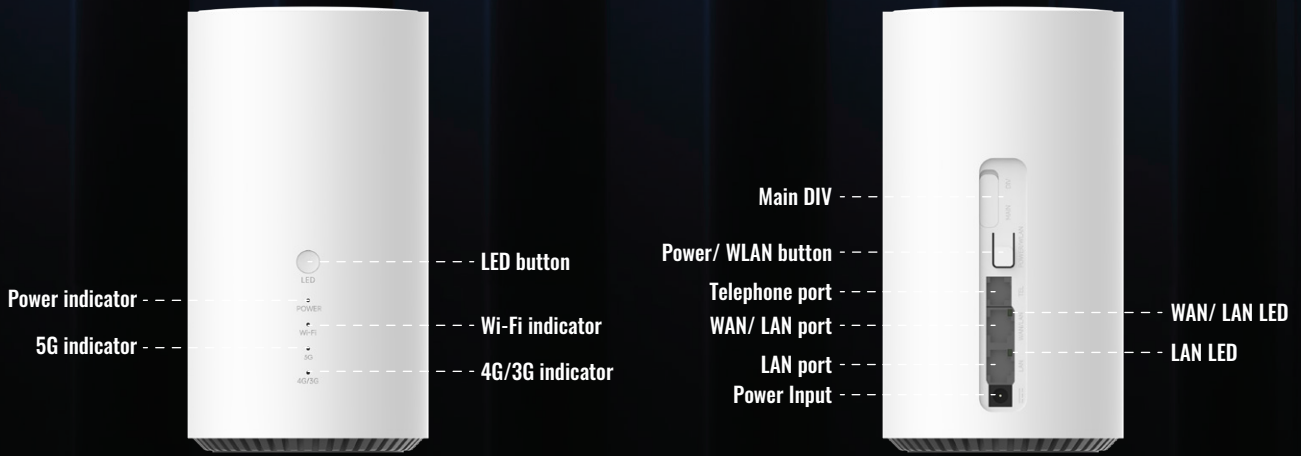 LED button
LED
Power indicator
POWER
Wi-Fi indicator
Wi-Fi
5G indicator
5G
4G/3G indicator
4G/3G
Main DIV
DIV
MAIN
Power/ WLAN button
Telephone port
WAN/ LAN port
WAN/ LAN LED
LAN port
LAN LED
Power Input